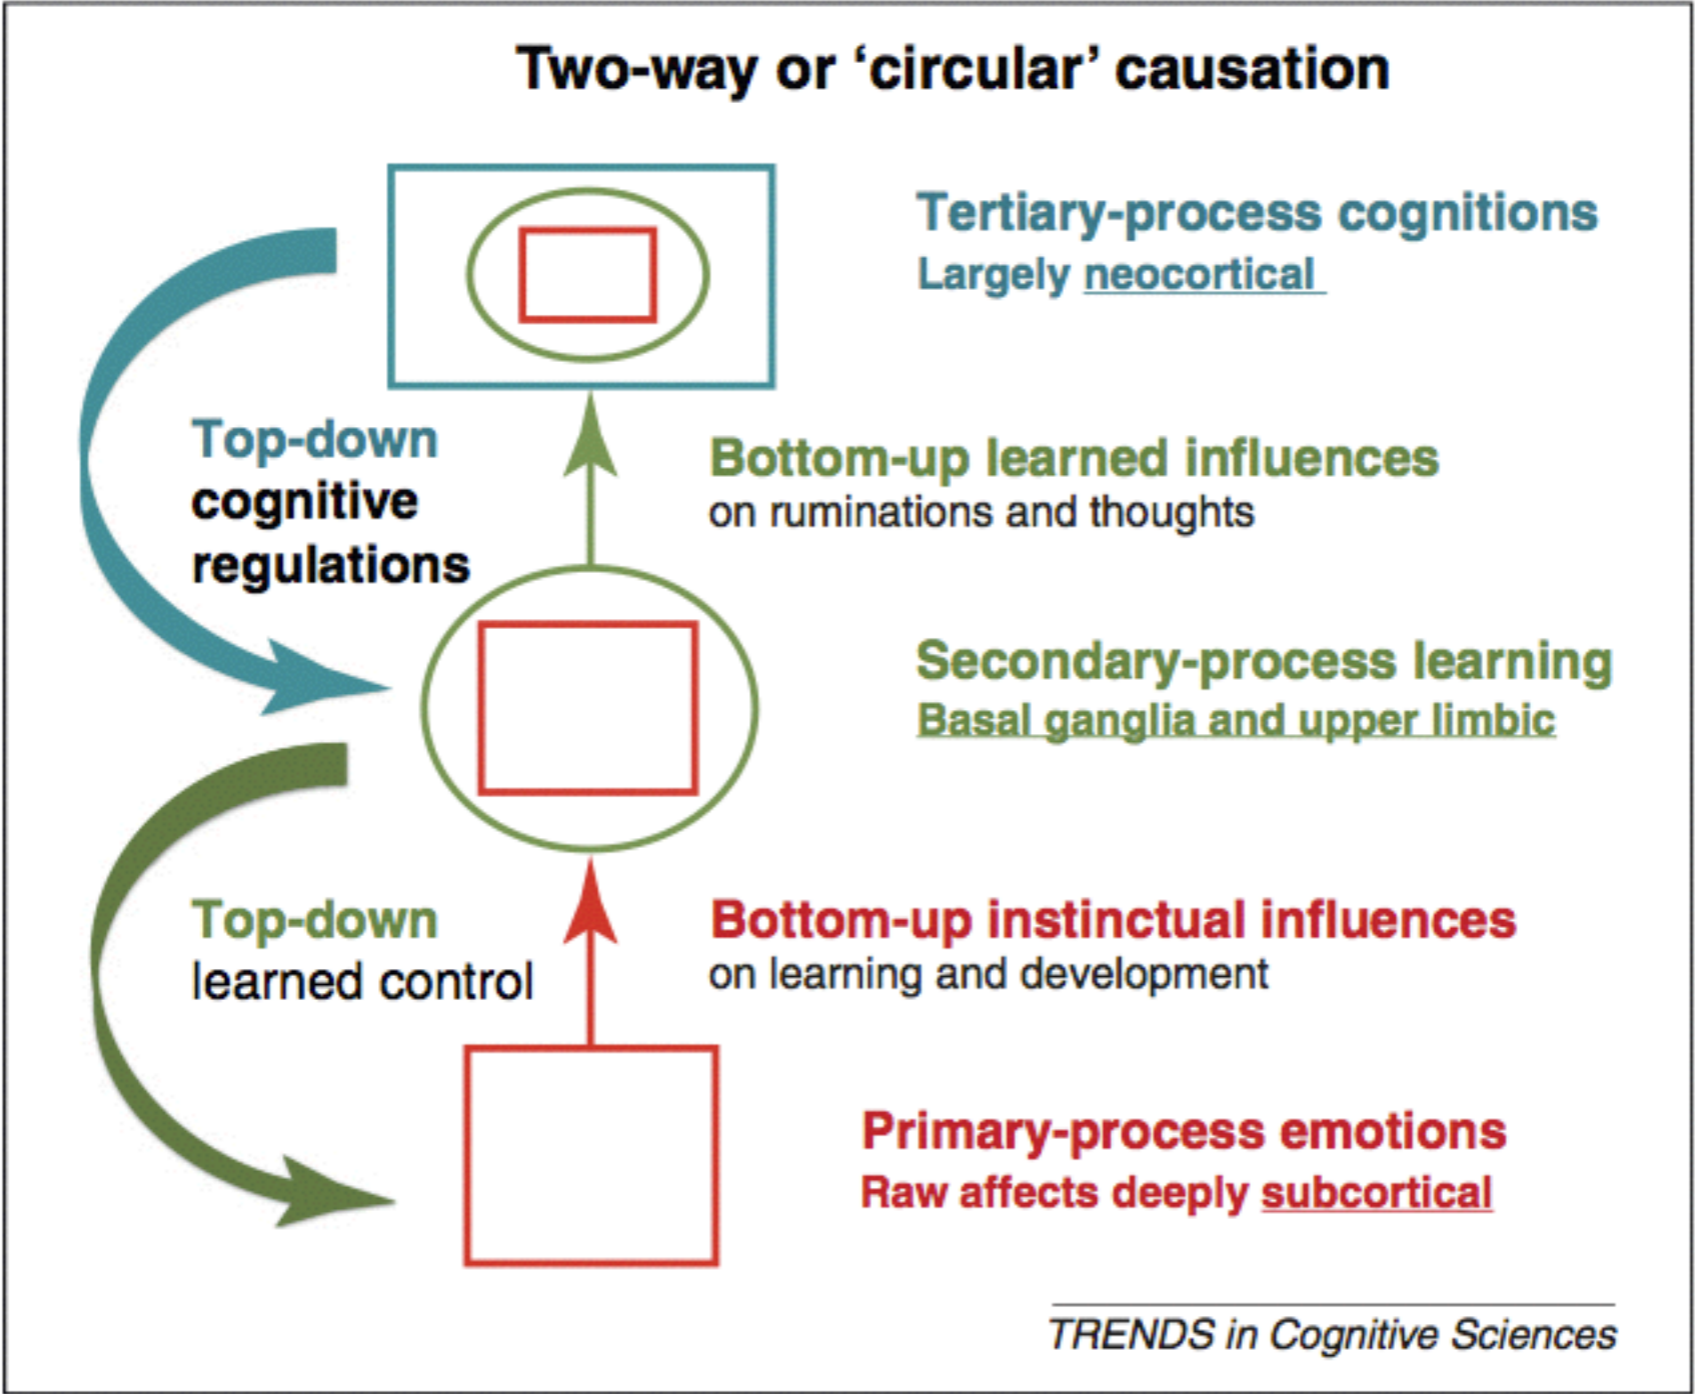 Two-way or ‘circular’ causation
Tertiary-process cognitions
Largely neocortical
Top-down
cognitive
regulations
Bottom-up learned influences
on ruminations and thoughts
Secondary-process learning
Basal ganglia and upper limbic
Top-down
learned control
Bottom-up instinctual influences
on learning and development
Primary-process emotions
Raw affects deeply subcortical
TRENDS in Cognitive Sciences